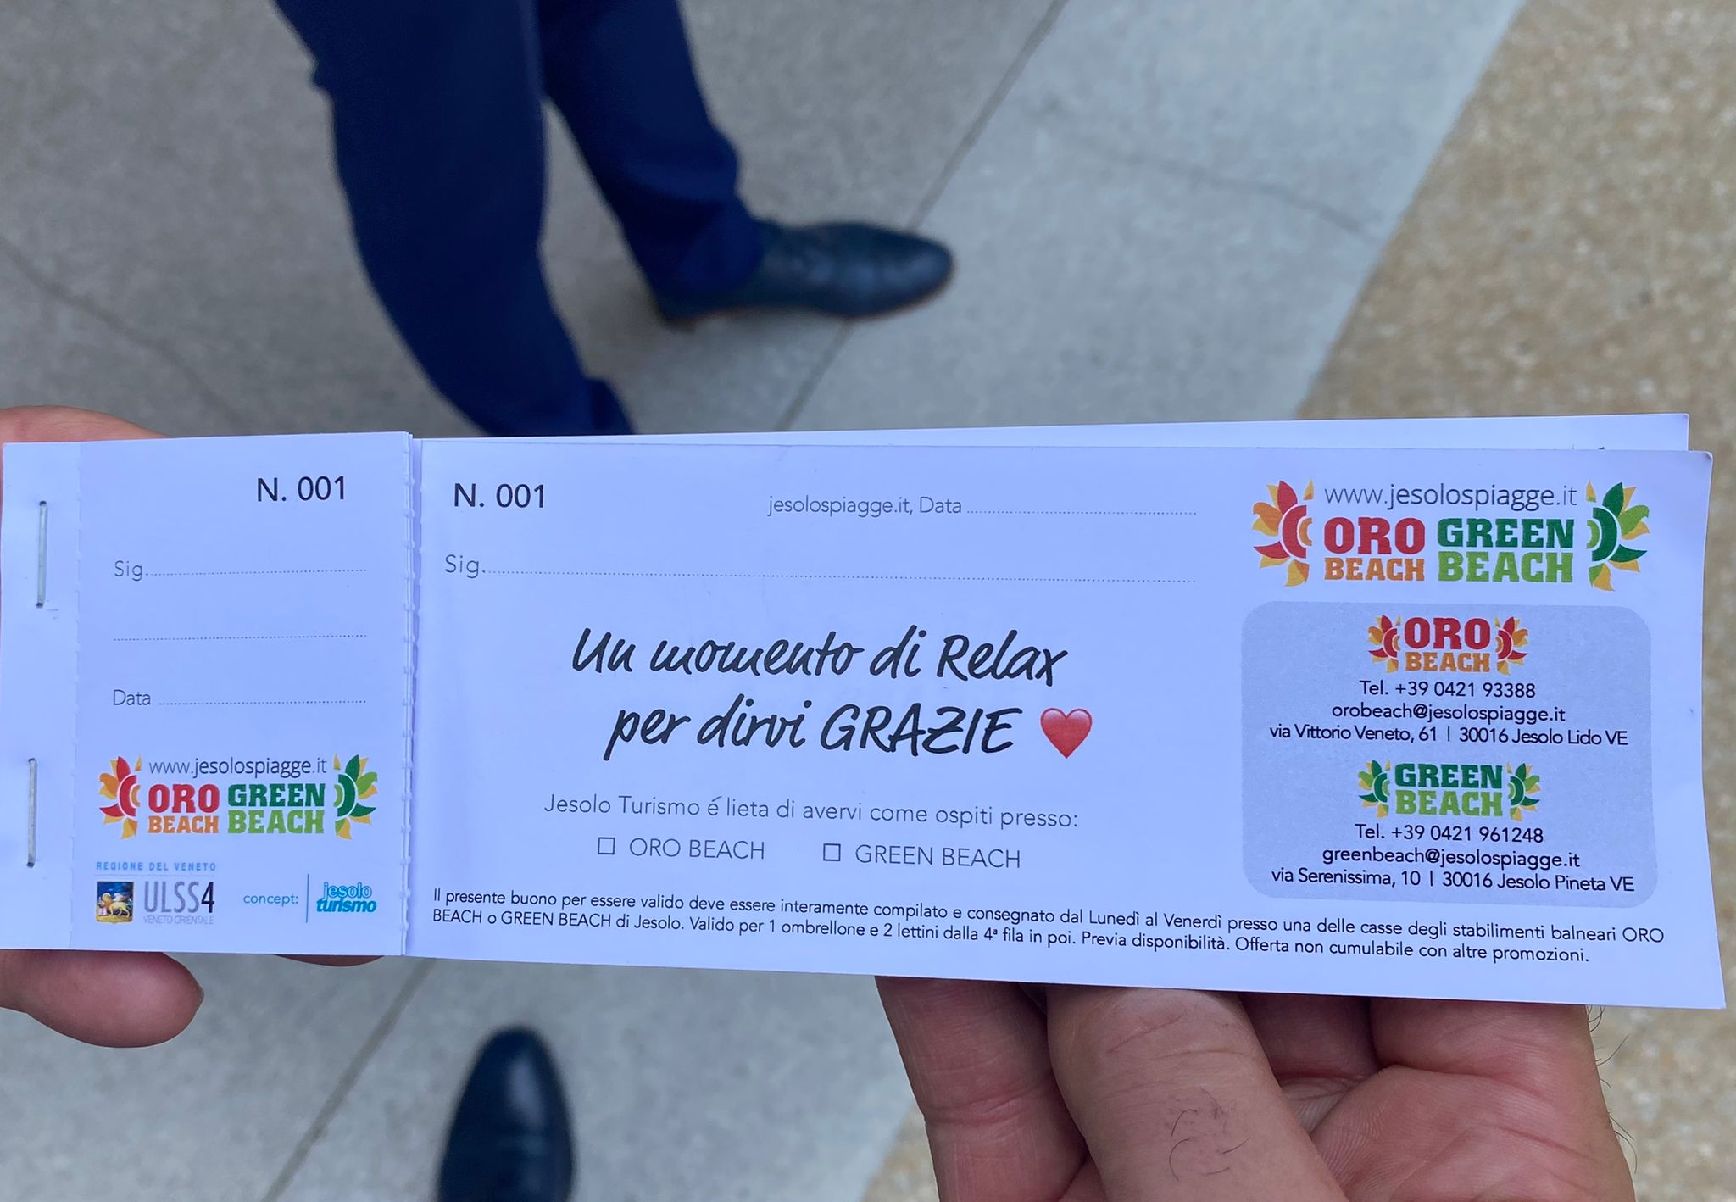 N. 001
Sig.
Data
www.jesolospiagge.it
ORO GREEN
BEACH BEACH
REGIONE DEL VENETO
ULSS4
VENETO ORIENTALE
concept:
jesolo
turismo
N. 001
jesolospiagge.it, Data
Sig.
Un momento di Relax
per dirvi GRAZIE ❤️
Jesolo Turismo é lieta di avervi come ospiti presso:
☐ ORO BEACH ☐ GREEN BEACH
Il presente buono per essere valido deve essere interamente compilato e consegnato dal Lunedì al Venerdì presso una delle casse degli stabilimenti balneari ORO
BEACH o GREEN BEACH di Jesolo. Valido per 1 ombrellone e 2 lettini dalla 4ª fila in poi. Previa disponibilità. Offerta non cumulabile con altre promozioni.
www.jesolospiagge.it
ORO GREEN
BEACH BEACH
ORO
BEACH
Tel. +39 0421 93388
orobeach@jesolospiagge.it
via Vittorio Veneto, 61 | 30016 Jesolo Lido VE
GREEN
BEACH
Tel. +39 0421 961248
greenbeach@jesolospiagge.it
via Serenissima, 10 | 30016 Jesolo Pineta VE